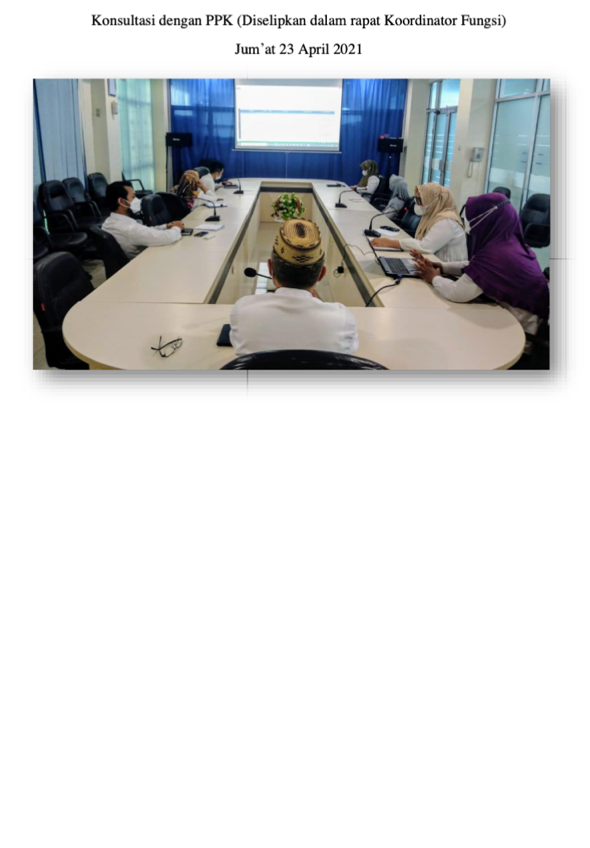 Konsultasi dengan PPK (Diselipkan dalam rapat Koordinator Fungsi)
Jum’at 23 April 2021